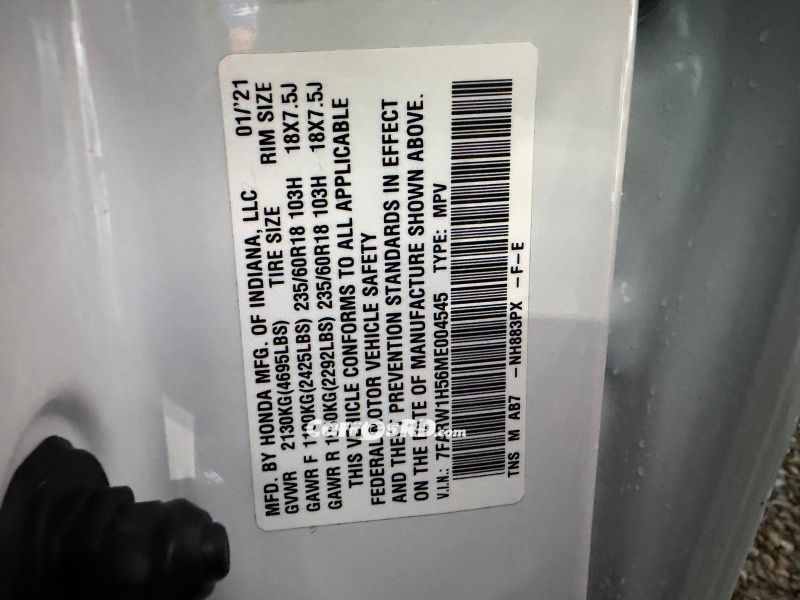 MFD. BY HONDA MFG. OF INDIANA, LLC 01/'21
GVWR 2130KG(4695LBS) TIRE SIZE RIM SIZE
GAWR F 1100KG(2425LBS) 235/60R18 103H 18X7.5J
GAWR R (2292LBS) 235/60R18 103H 18X7.5J
THIS VEHICLE CONFORMS TO ALL APPLICABLE
FEDERAL MOTOR VEHICLE SAFETY
AND THEFT PREVENTION STANDARDS IN EFFECT
ON THE DATE OF MANUFACTURE SHOWN ABOVE.
V.I.N.: TYPE: MPV
TNS M AB7 -NH883PX -F-E
CarrosRD.com